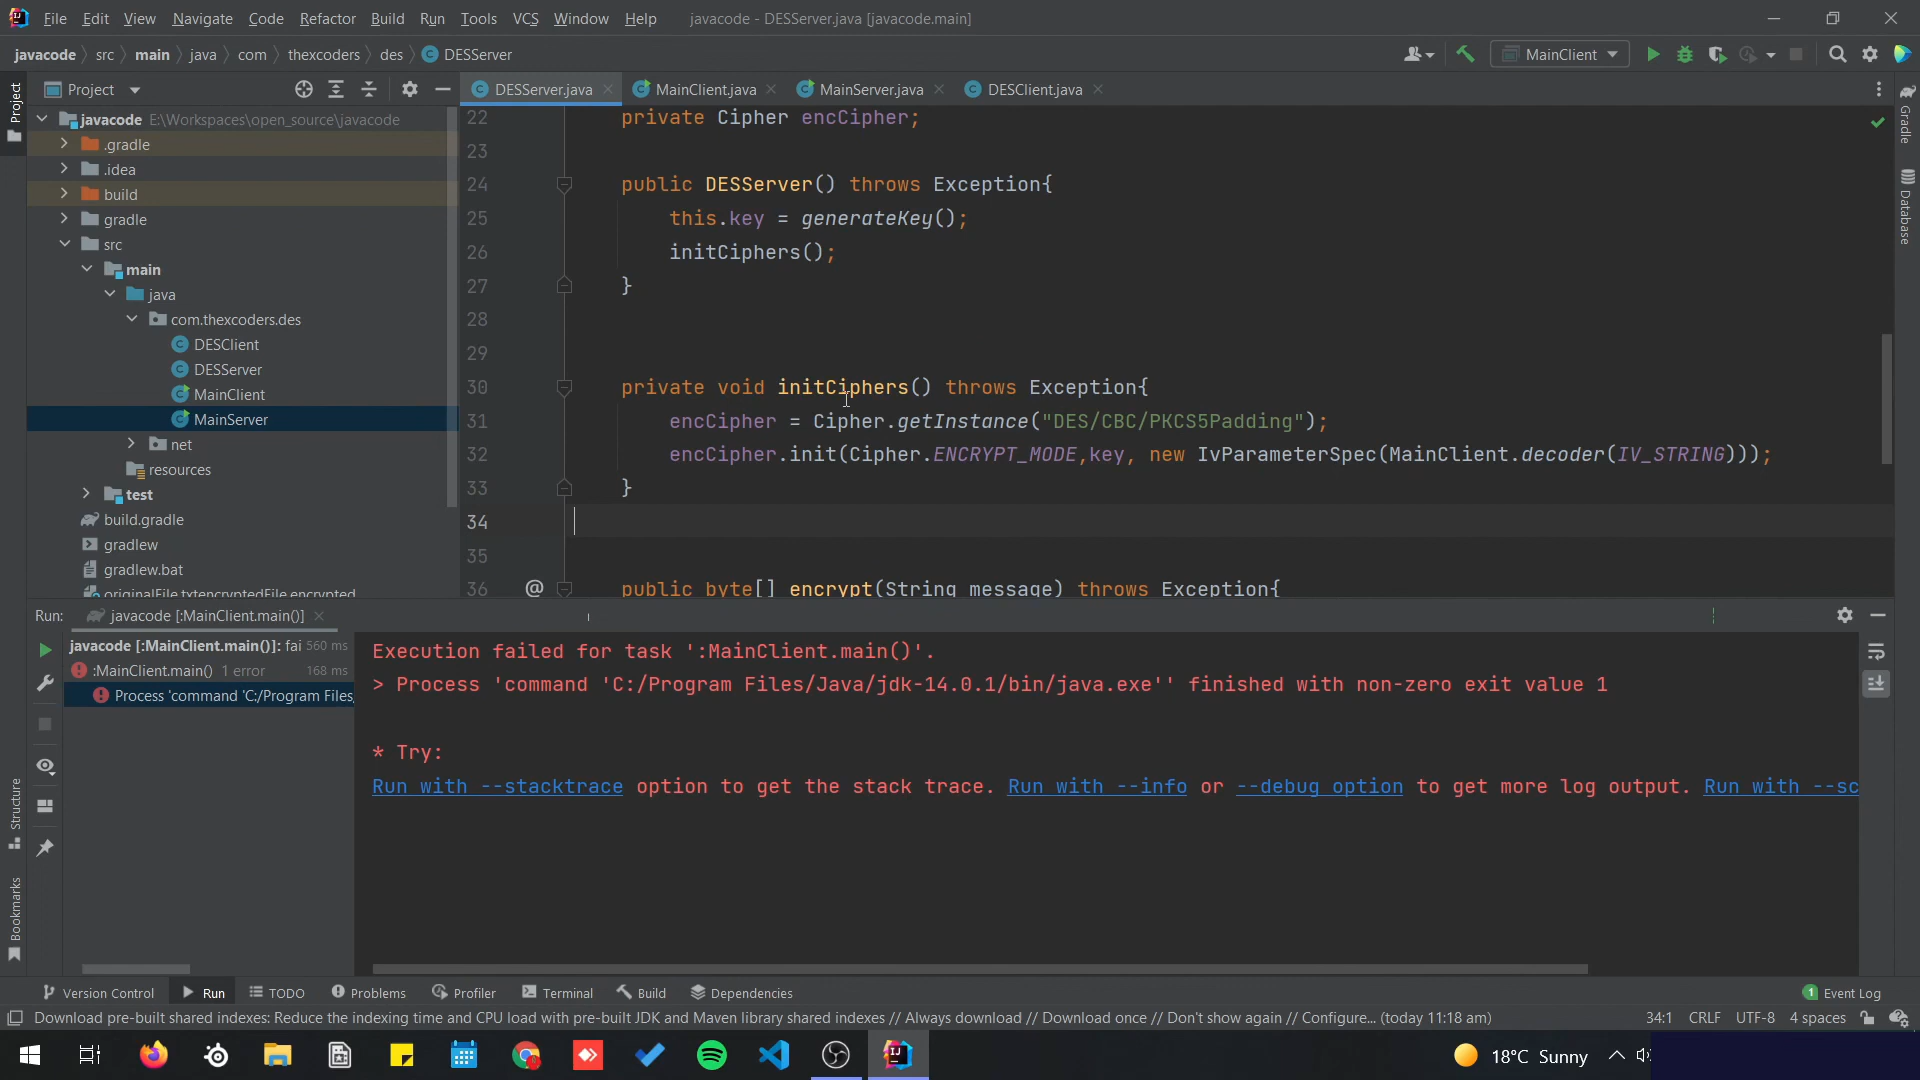 File Edit View Navigate Code Refactor Build Run Tools VCS Window Help javacode - DESServer.java [javacode.main]
javacode src main java com thexcoders des DESServer MainClient
Project
DESServer.java MainClient.java MainServer.java DESClient.java
Project
Gradle
Database
javacode E:\Workspaces\open_source\javacode
.gradle
.idea
build
gradle
src
main
java
com.thexcoders.des
DESClient
DESServer
MainClient
MainServer
net
resources
test
build.gradle
gradlew
gradlew.bat
originalFile.txtencryptedFile.encrypted
22 private Cipher encCipher;
23
24 public DESServer() throws Exception{
25 this.key = generateKey();
26 initCiphers();
27 }
28
29
30 private void initCiphers() throws Exception{
31 encCipher = Cipher.getInstance("DES/CBC/PKCS5Padding");
32 encCipher.init(Cipher.ENCRYPT_MODE,key, new IvParameterSpec(MainClient.decoder(IV_STRING)));
33 }
34
35
36 @ public byte[] encrypt(String message) throws Exception{
Run: javacode [:MainClient.main()]
javacode [:MainClient.main()]: fai 560 ms
:MainClient.main() 1 error 168 ms
Process 'command 'C:/Program Files/
Execution failed for task ':MainClient.main()'.
> Process 'command 'C:/Program Files/Java/jdk-14.0.1/bin/java.exe'' finished with non-zero exit value 1
* Try:
Run with --stacktrace option to get the stack trace. Run with --info or --debug option to get more log output. Run with --sc
Structure
Bookmarks
Version Control Run TODO Problems Profiler Terminal Build Dependencies 1 Event Log
Download pre-built shared indexes: Reduce the indexing time and CPU load with pre-built JDK and Maven library shared indexes // Always download // Download once // Don't show again // Configure... (today 11:18 am) 34:1 CRLF UTF-8 4 spaces
18°C Sunny